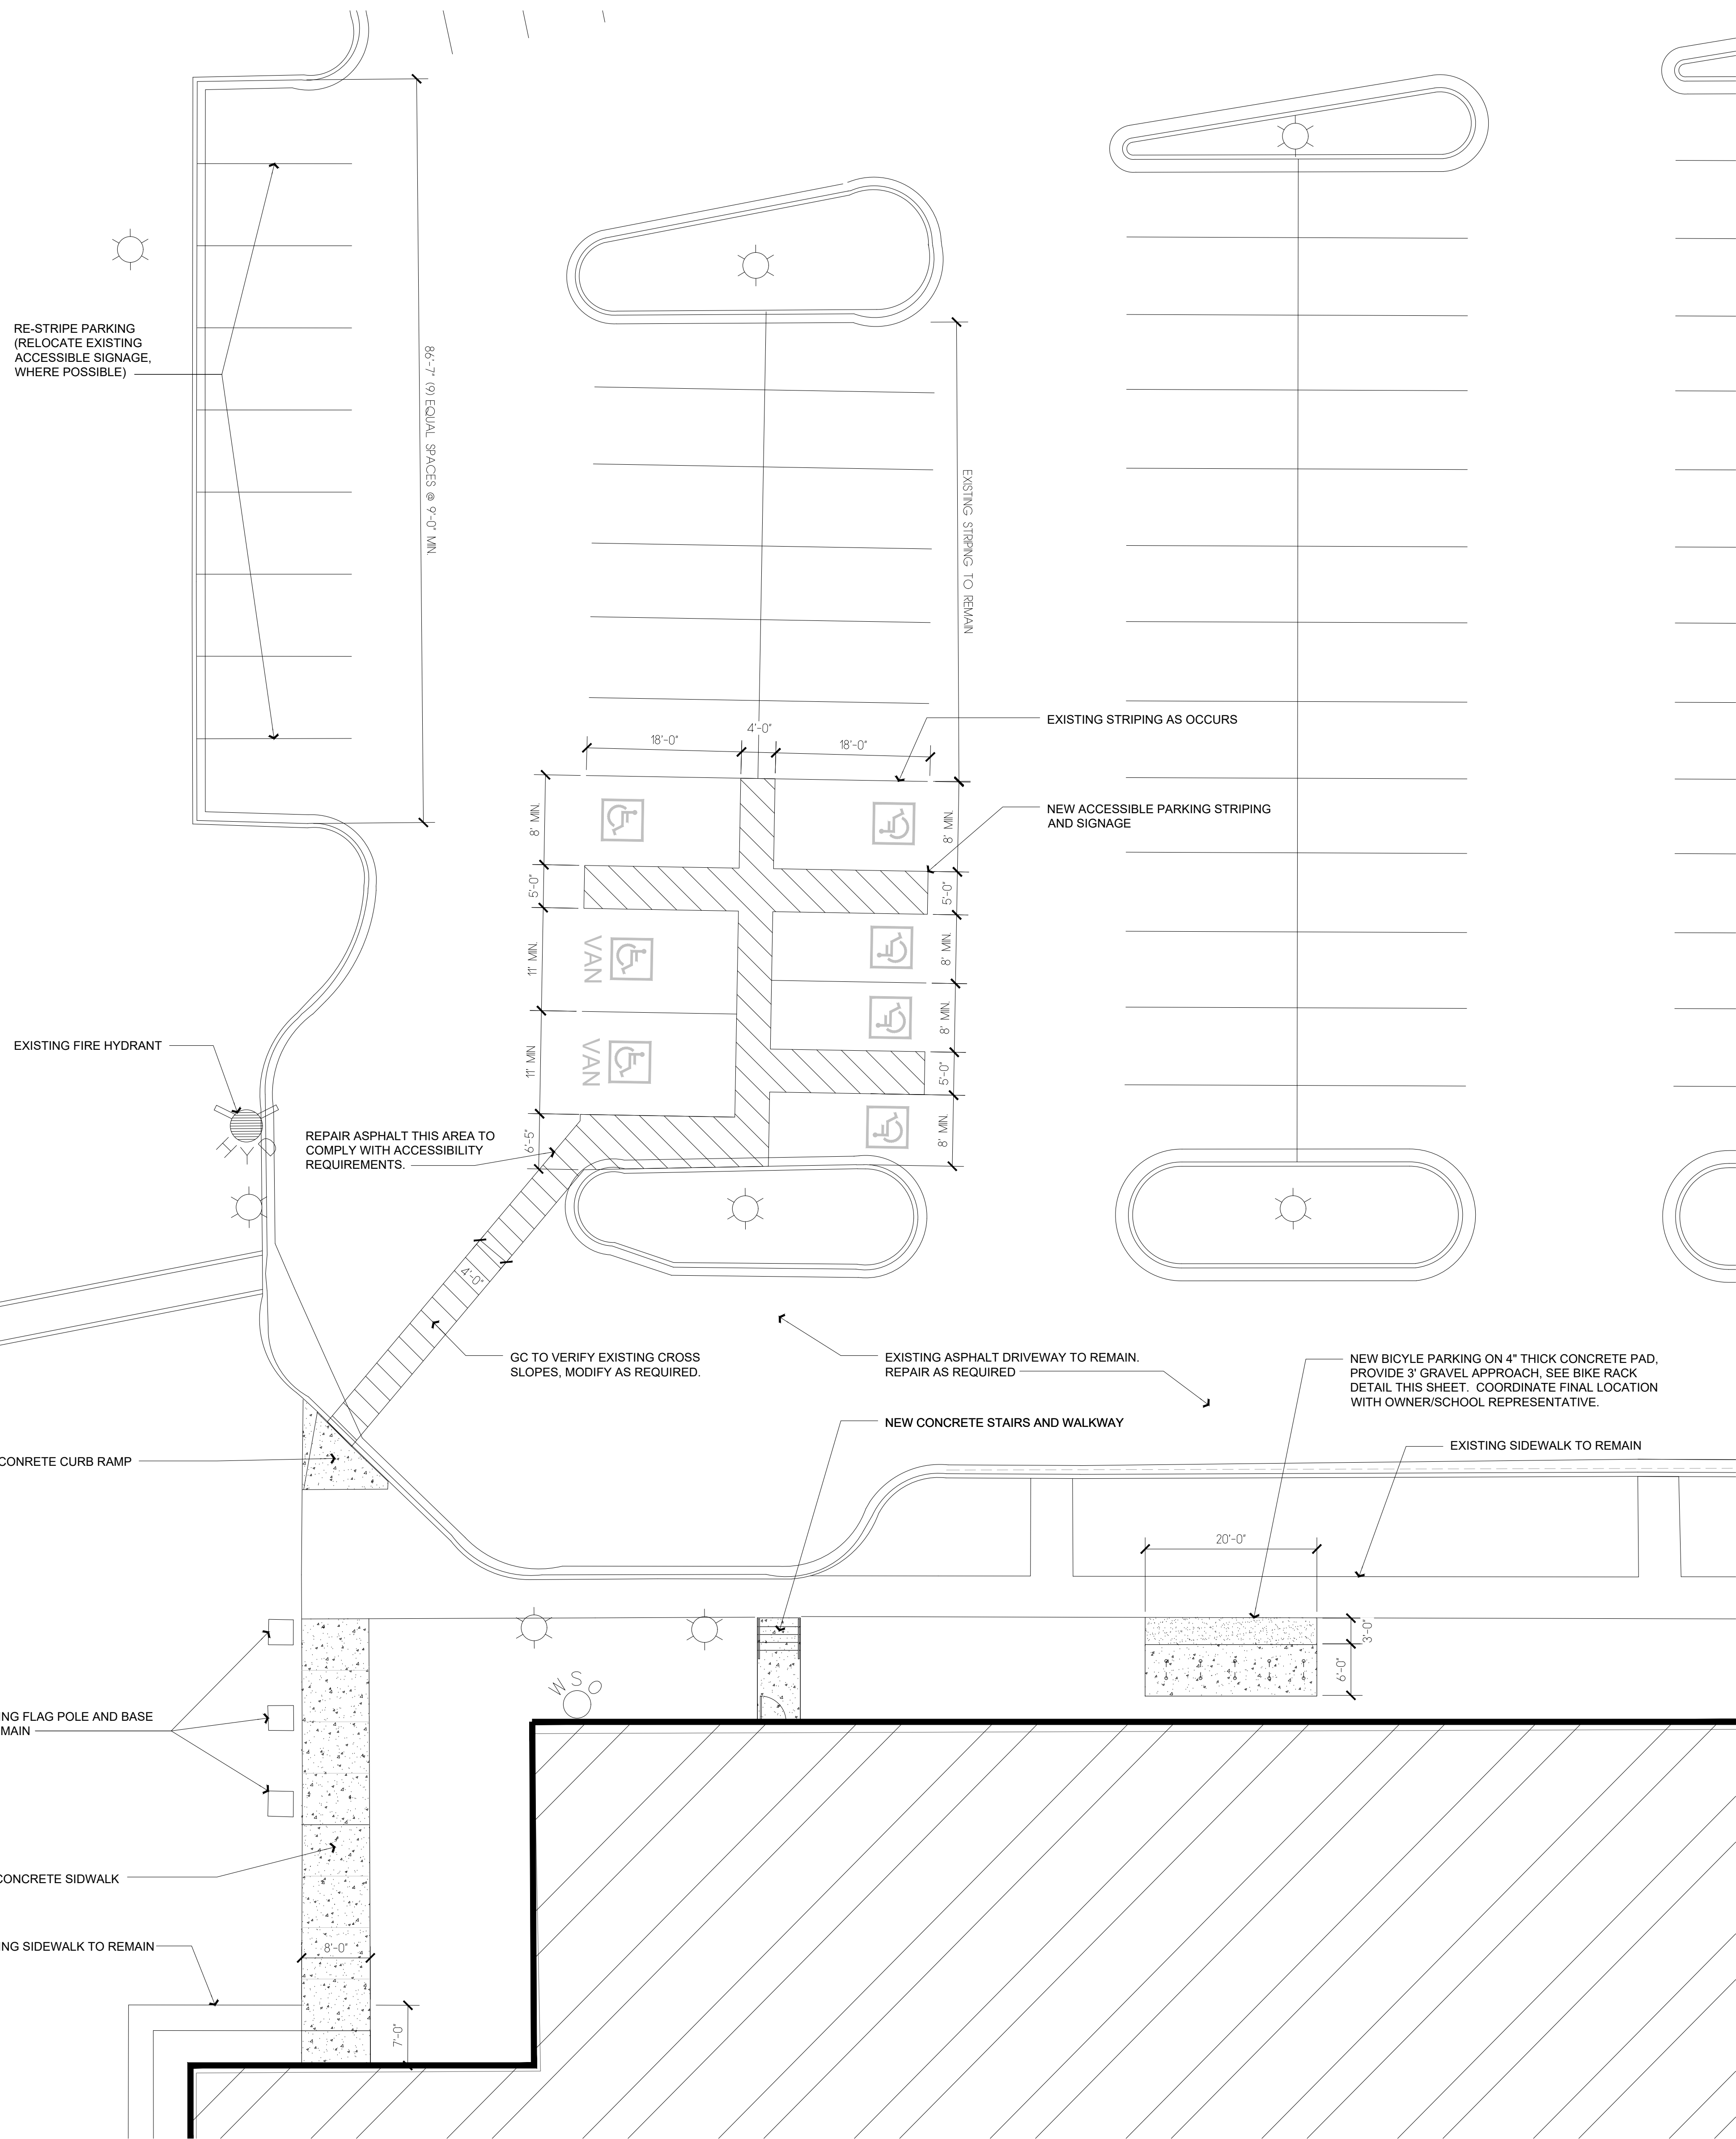 RE-STRIPE PARKING
(RELOCATE EXISTING
ACCESSIBLE SIGNAGE,
WHERE POSSIBLE)
86'-7" (9) EQUAL SPACES @ 9'-0" MIN.
EXISTING STRIPING TO REMAIN
EXISTING STRIPING AS OCCURS
18'-0"
4'-0"
18'-0"
NEW ACCESSIBLE PARKING STRIPING
AND SIGNAGE
8' MIN.
5'-0"
11' MIN.
11' MIN
6'-5"
VAN
VAN
8' MIN.
5'-0"
8' MIN.
8' MIN.
5'-0"
8' MIN.
EXISTING FIRE HYDRANT
HYD
REPAIR ASPHALT THIS AREA TO
COMPLY WITH ACCESSIBILITY
REQUIREMENTS.
4'-0"
GC TO VERIFY EXISTING CROSS
SLOPES, MODIFY AS REQUIRED.
EXISTING ASPHALT DRIVEWAY TO REMAIN.
REPAIR AS REQUIRED
NEW BICYLE PARKING ON 4" THICK CONCRETE PAD,
PROVIDE 3' GRAVEL APPROACH, SEE BIKE RACK
DETAIL THIS SHEET. COORDINATE FINAL LOCATION
WITH OWNER/SCHOOL REPRESENTATIVE.
NEW CONCRETE STAIRS AND WALKWAY
EXISTING SIDEWALK TO REMAIN
CONRETE CURB RAMP
20'-0"
3'-0"
6'-0"
WSO
NG FLAG POLE AND BASE
MAIN
CONCRETE SIDWALK
NG SIDEWALK TO REMAIN
8'-0"
7'-0"